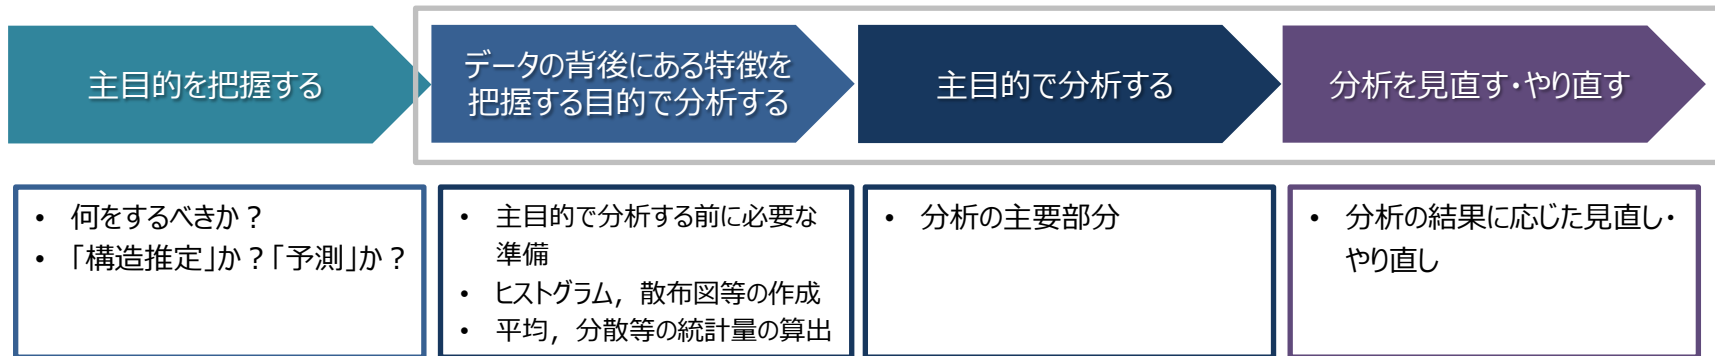 主目的を把握する
データの背後にある特徴を
把握する目的で分析する
主目的で分析する
分析を見直す・やり直す
• 何をするべきか？
• 「構造推定」か？「予測」か？
• 主目的で分析する前に必要な
準備
• ヒストグラム，散布図等の作成
• 平均，分散等の統計量の算出
• 分析の主要部分
• 分析の結果に応じた見直し・
やり直し